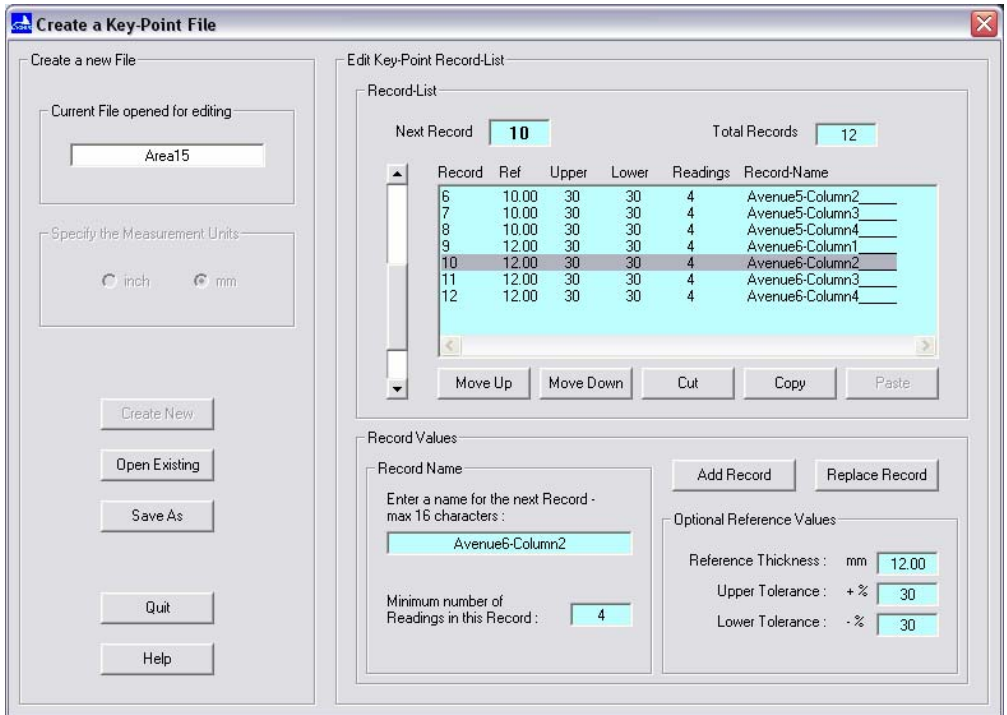 Create a Key-Point File
Create a new File
Current File opened for editing
Area15
Specify the Measurement Units
inch mm
Create New
Open Existing
Save As
Quit
Help
Edit Key-Point Record-List
Record-List
Next Record 10 Total Records 12
Record Ref Upper Lower Readings Record-Name
6 10.00 30 30 4 Avenue5-Column2_____
7 10.00 30 30 4 Avenue5-Column3_____
8 10.00 30 30 4 Avenue5-Column4_____
9 12.00 30 30 4 Avenue6-Column1_____
10 12.00 30 30 4 Avenue6-Column2_____
11 12.00 30 30 4 Avenue6-Column3_____
12 12.00 30 30 4 Avenue6-Column4_____
Move Up Move Down Cut Copy Paste
Record Values
Record Name
Enter a name for the next Record -
max 16 characters :
Avenue6-Column2
Minimum number of
Readings in this Record : 4
Add Record Replace Record
Optional Reference Values
Reference Thickness : mm 12.00
Upper Tolerance : + % 30
Lower Tolerance : - % 30